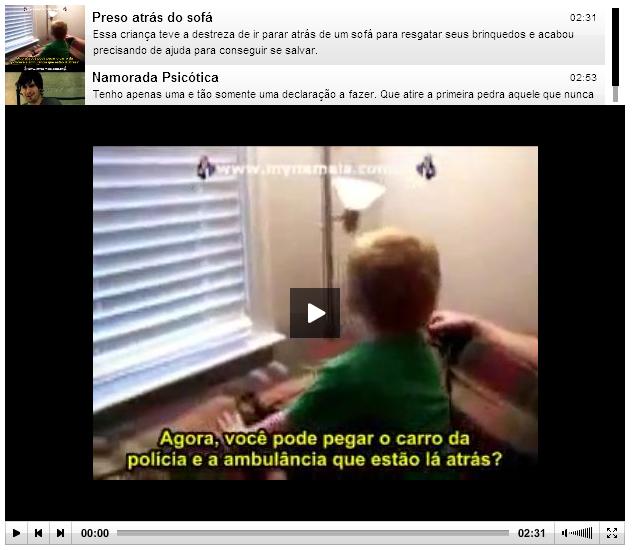 Preso atrás do sofá 02:31
Essa criança teve a destreza de ir parar atrás de um sofá para resgatar seus brinquedos e acabou
precisando de ajuda para conseguir se salvar.
Namorada Psicótica 02:53
Tenho apenas uma e tão somente uma declaração a fazer. Que atire a primeira pedra aquele que nunca
Agora, você pode pegar o carro da
polícia e a ambulância que estão lá atrás?
00:00 02:31